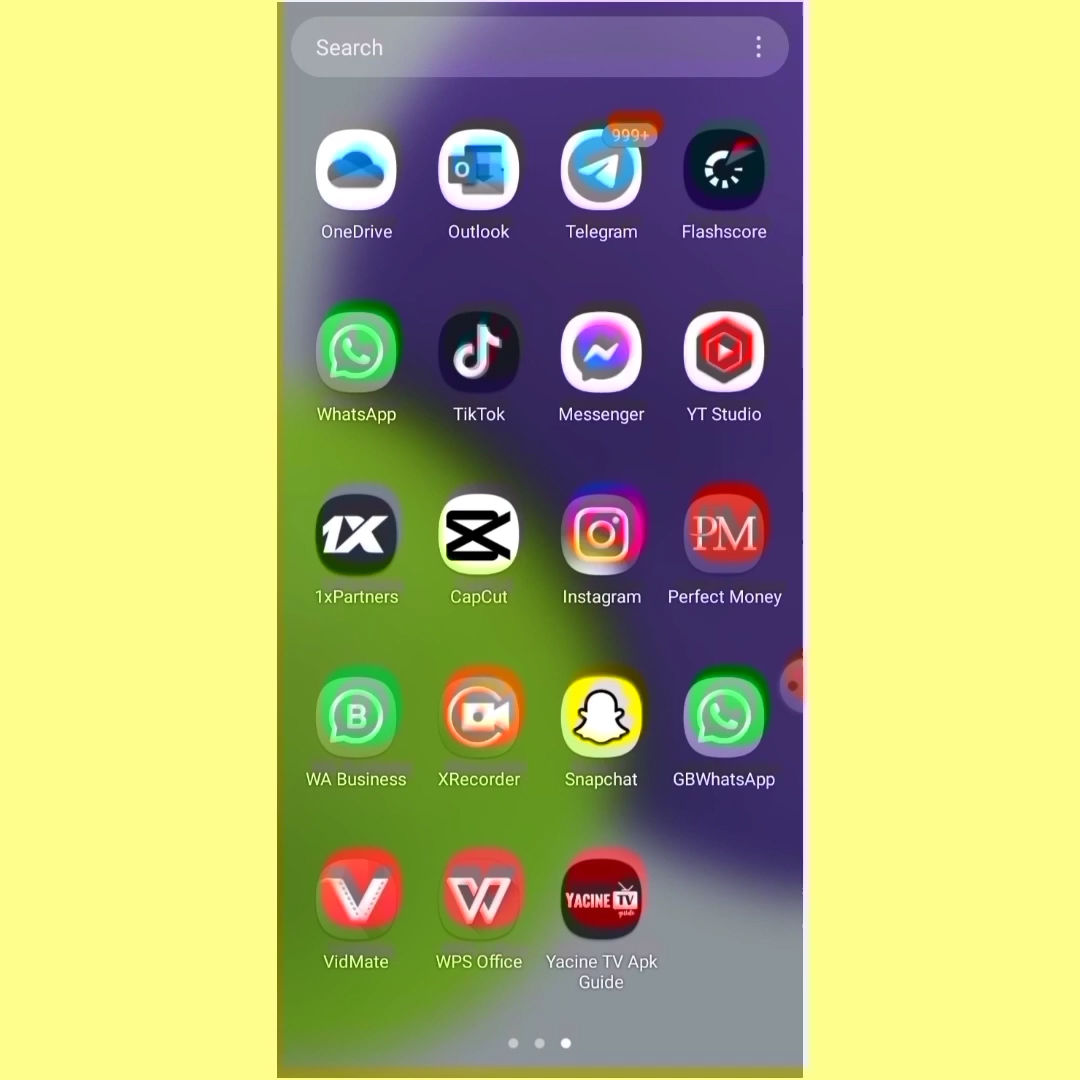 Search
999+
OneDrive
Outlook
Telegram
Flashscore
WhatsApp
TikTok
Messenger
YT Studio
1X
PM
1xPartners
CapCut
Instagram
Perfect Money
B
WA Business
XRecorder
Snapchat
GBWhatsApp
YACINE TV
guide
VidMate
WPS Office
Yacine TV Apk
Guide